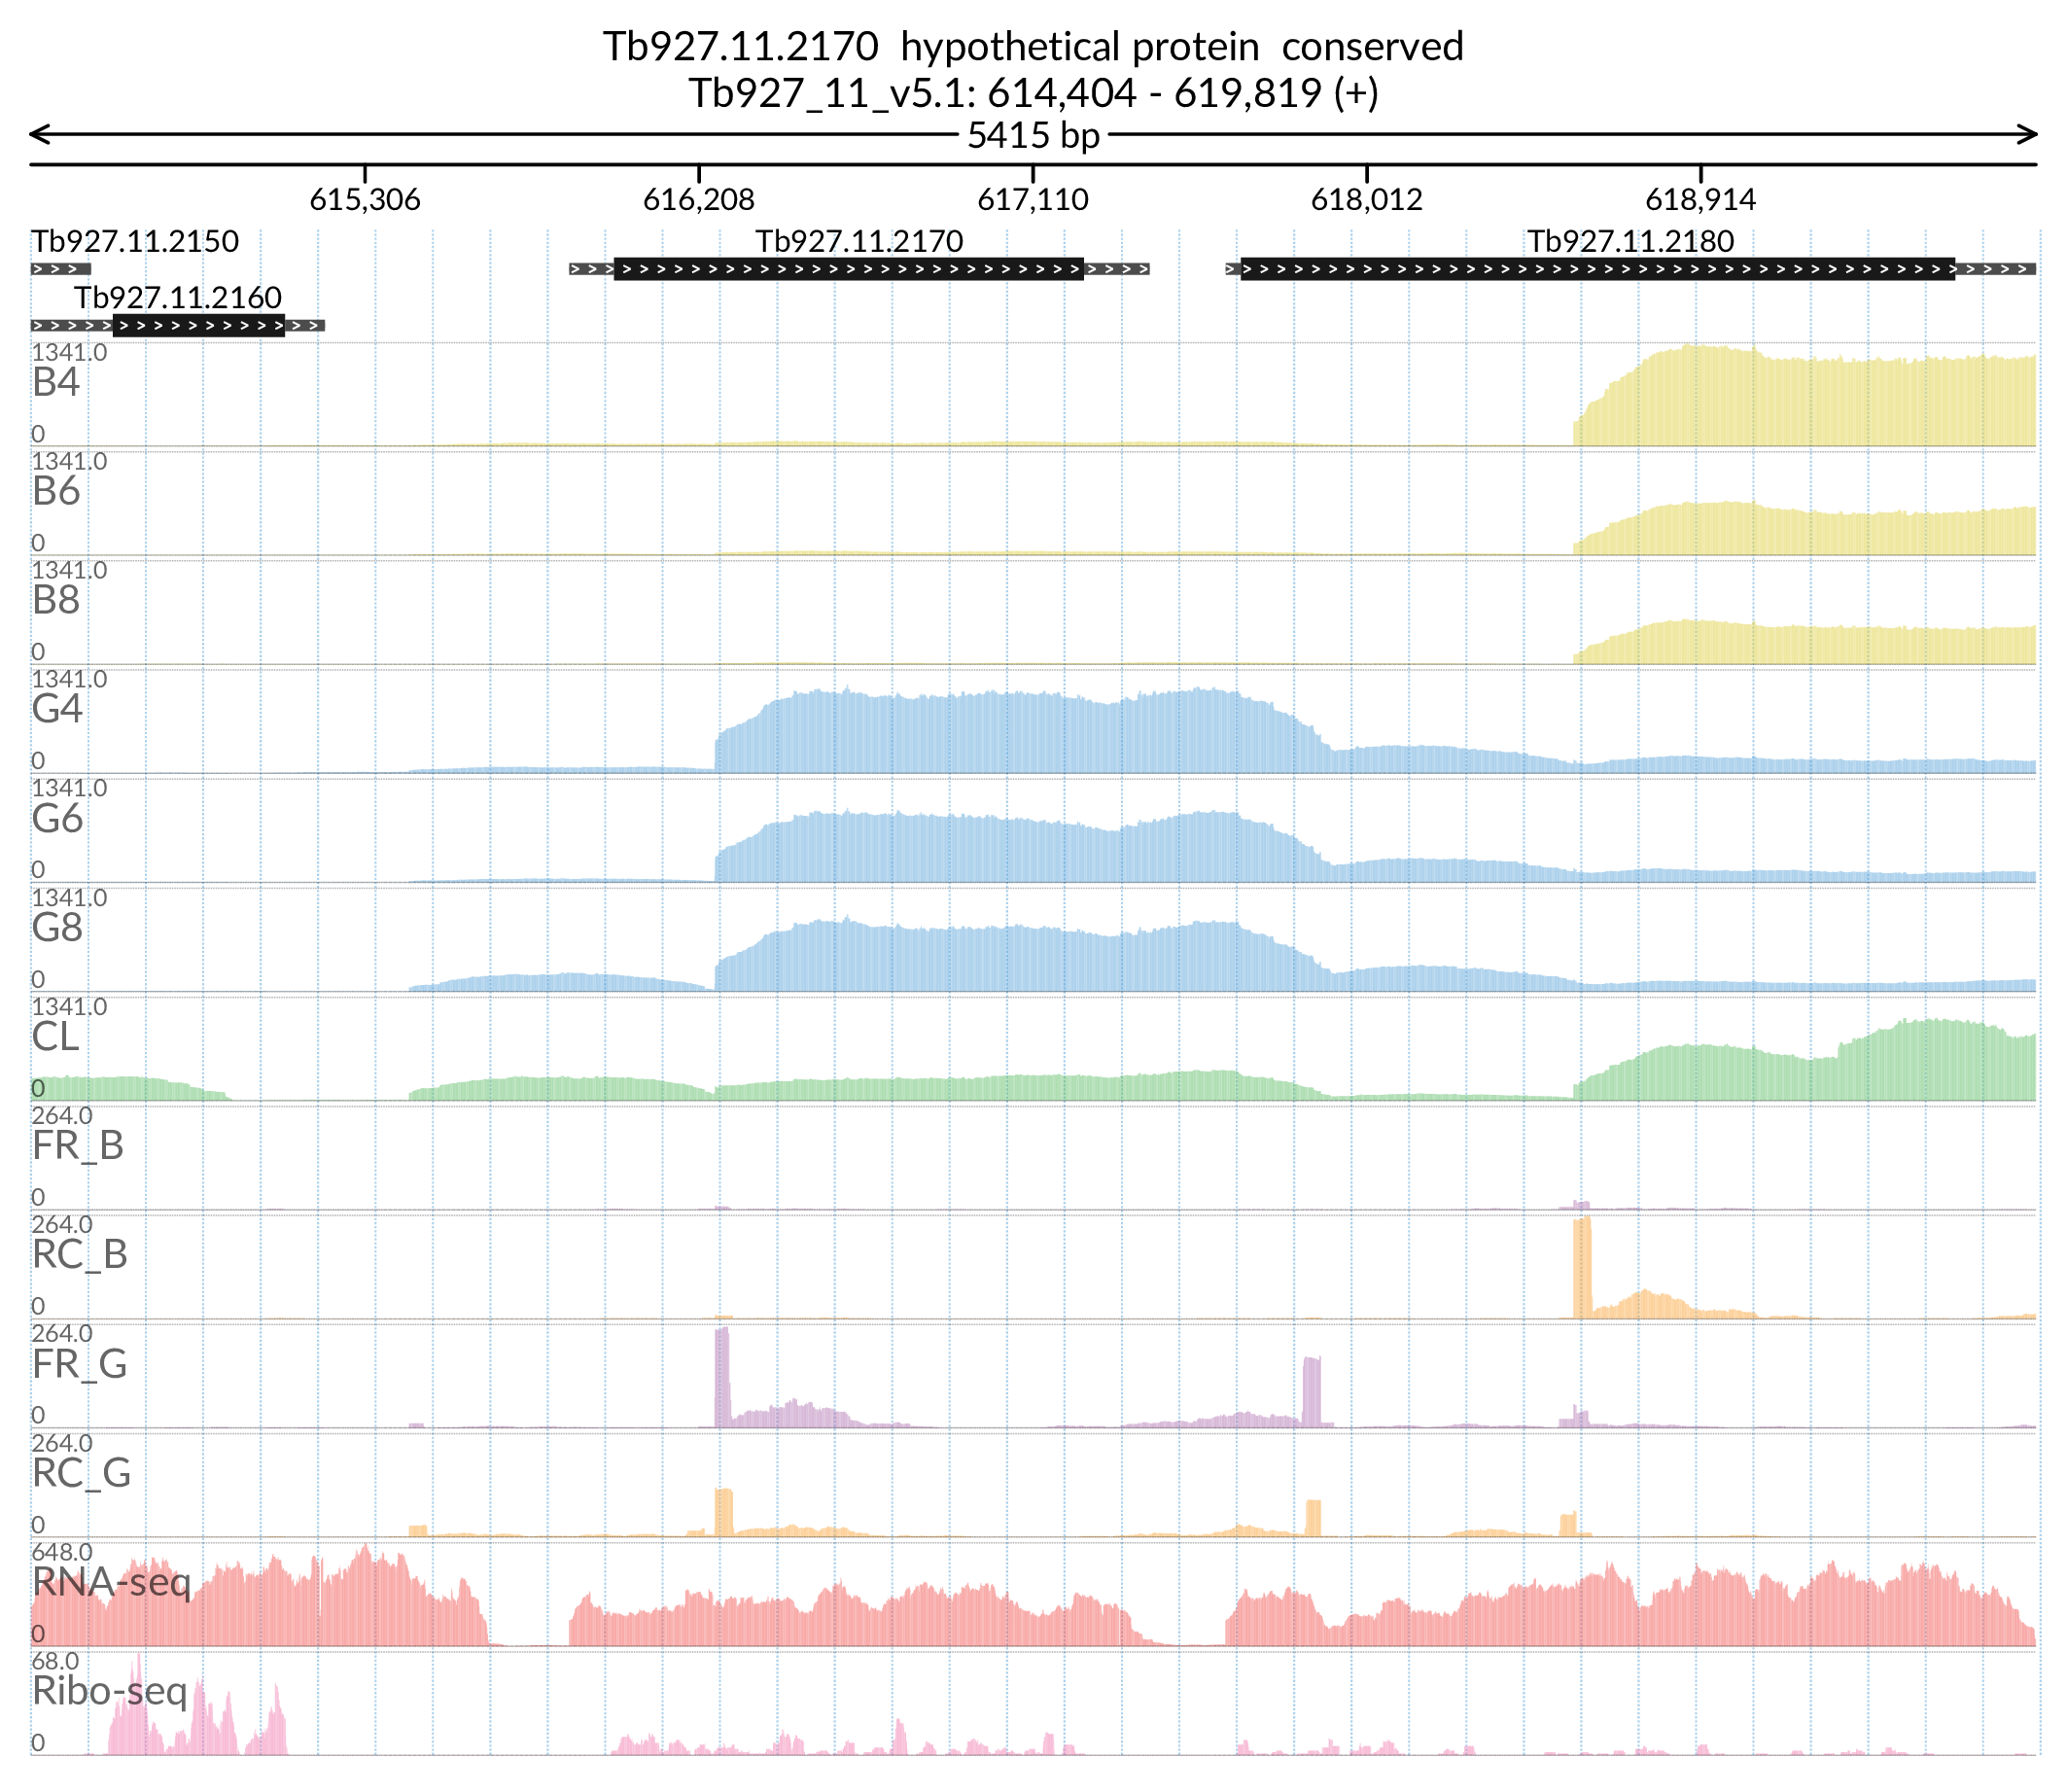 Tb927.11.2170  hypothetical protein  conserved
Tb927_11_v5.1: 614,404 - 619,819 (+)
5415 bp
615,306 616,208 617,110 618,012 618,914
Tb927.11.2150 Tb927.11.2170 Tb927.11.2180
Tb927.11.2160
1341.0
B4
0
1341.0
B6
0
1341.0
B8
0
1341.0
G4
0
1341.0
G6
0
1341.0
G8
0
1341.0
CL
0
264.0
FR_B
0
264.0
RC_B
0
264.0
FR_G
0
264.0
RC_G
0
648.0
RNA-seq
0
68.0
Ribo-seq
0